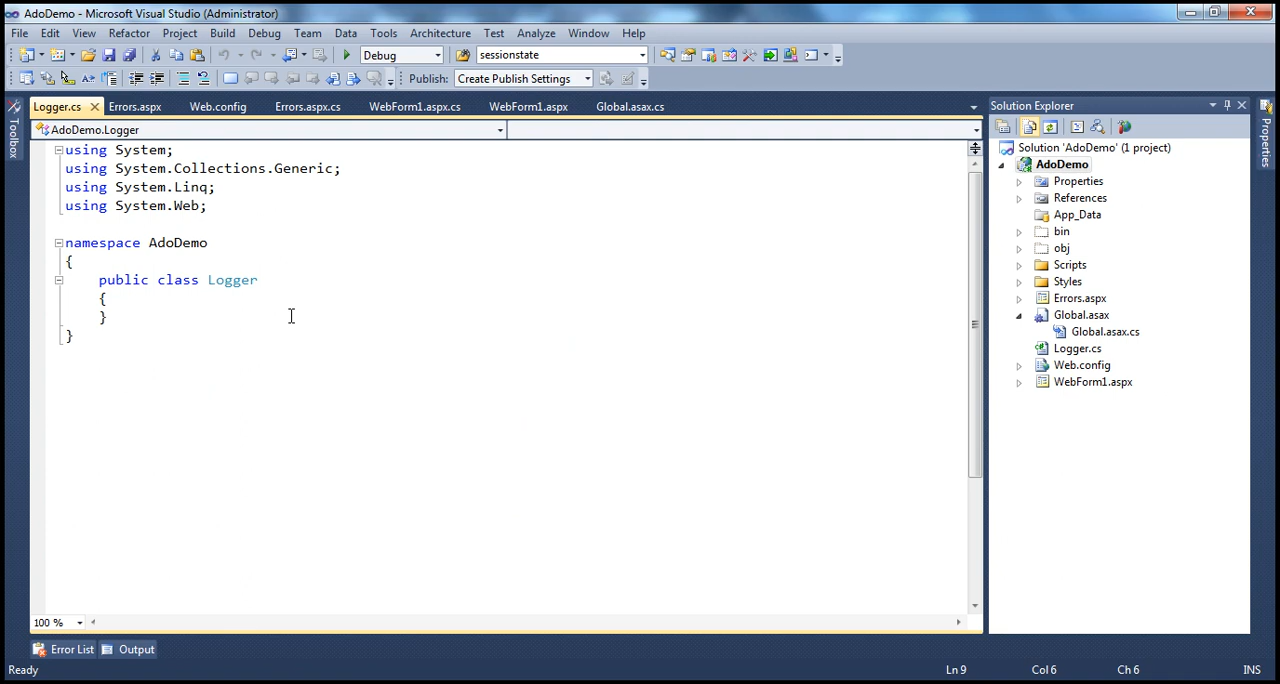 AdoDemo - Microsoft Visual Studio (Administrator)
File Edit View Refactor Project Build Debug Team Data Tools Architecture Test Analyze Window Help
Debug sessionstate
Publish: Create Publish Settings
Logger.cs Errors.aspx Web.config Errors.aspx.cs WebForm1.aspx.cs WebForm1.aspx Global.asax.cs
AdoDemo.Logger
using System;
using System.Collections.Generic;
using System.Linq;
using System.Web;
namespace AdoDemo
{
public class Logger
{
}
}
100 %
Toolbox
Solution Explorer
Solution 'AdoDemo' (1 project)
AdoDemo
Properties
References
App_Data
bin
obj
Scripts
Styles
Errors.aspx
Global.asax
Global.asax.cs
Logger.cs
Web.config
WebForm1.aspx
Properties
Error List Output
Ready Ln 9 Col 6 Ch 6 INS